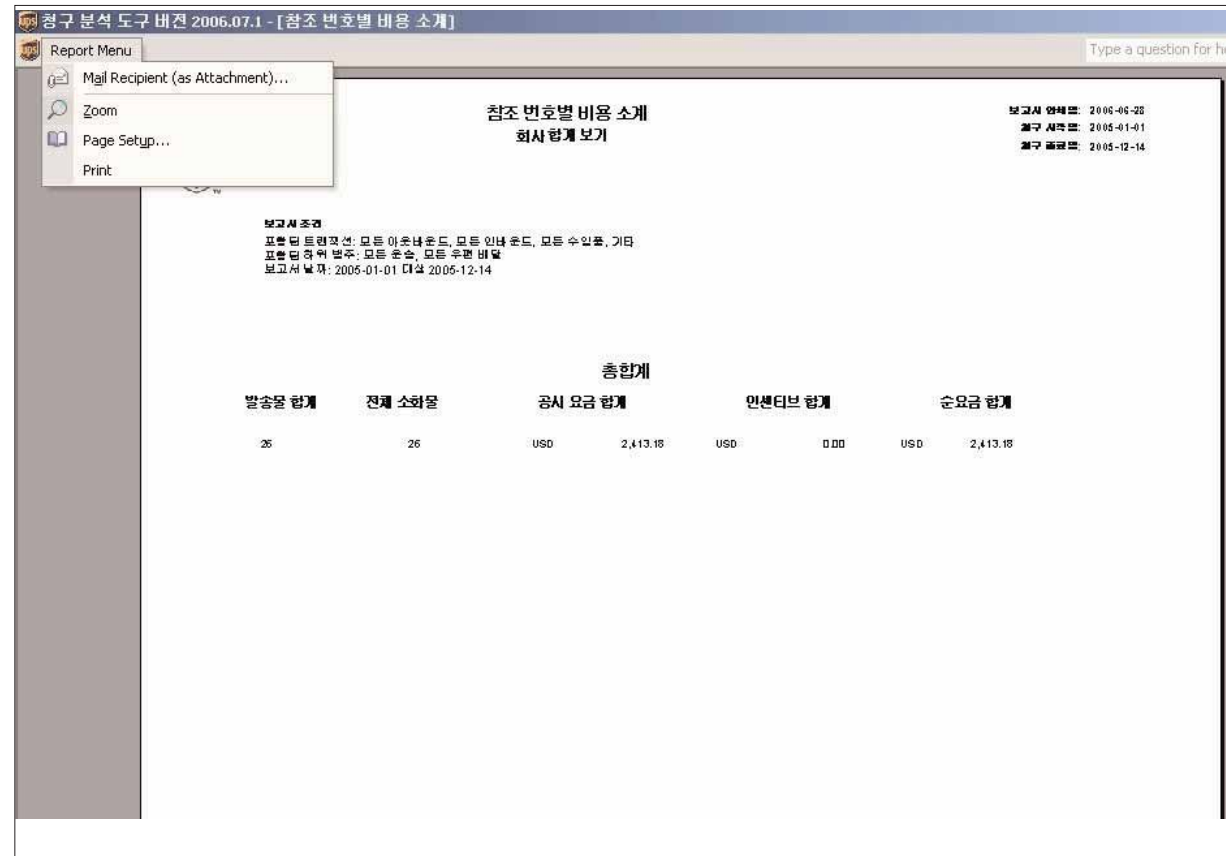 청구 분석 도구 버전 2006.07.1 - [참조 번호별 비용 소계]
Report Menu
Type a question for h
Mail Recipient (as Attachment)...
Zoom
Page Setup...
Print
참조 번호별 비용 소계
회사 합계 보기
보고서 인쇄일: 2006-06-28
청구 시작일: 2005-01-01
청구 종료일: 2005-12-14
TM
보고서 조건
포함된 트랜잭션: 모든 아웃바운드, 모든 인바운드, 모든 수입품, 기타
포함된 하위 범주: 모든 운송, 모든 우편 배달
보고서 날짜: 2005-01-01 대상 2005-12-14
총합계
발송물 합계 전체 소화물 공시 요금 합계 인센티브 합계 순요금 합계
26 26 USD 2,413.18 USD 0.00 USD 2,413.18